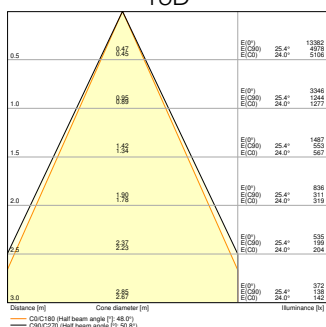 0.5
0.47
0.45
E(0°) 13382
E(C90) 25.4° 4978
E(C0) 24.0° 5106
1.0
0.95
0.89
E(0°) 3346
E(C90) 25.4° 1244
E(C0) 24.0° 1277
1.5
1.42
1.34
E(0°) 1487
E(C90) 25.4° 553
E(C0) 24.0° 567
2.0
1.90
1.78
E(0°) 836
E(C90) 25.4° 311
E(C0) 24.0° 319
2.5
2.37
2.23
E(0°) 535
E(C90) 25.4° 199
E(C0) 24.0° 204
3.0
2.85
2.67
E(0°) 372
E(C90) 25.4° 138
E(C0) 24.0° 142
Distance [m] Cone diameter [m] Illuminance [lx]
C0/C180 (Half beam angle [°]: 48.0°)
C90/C270 (Half beam angle [°]: 50.8°)